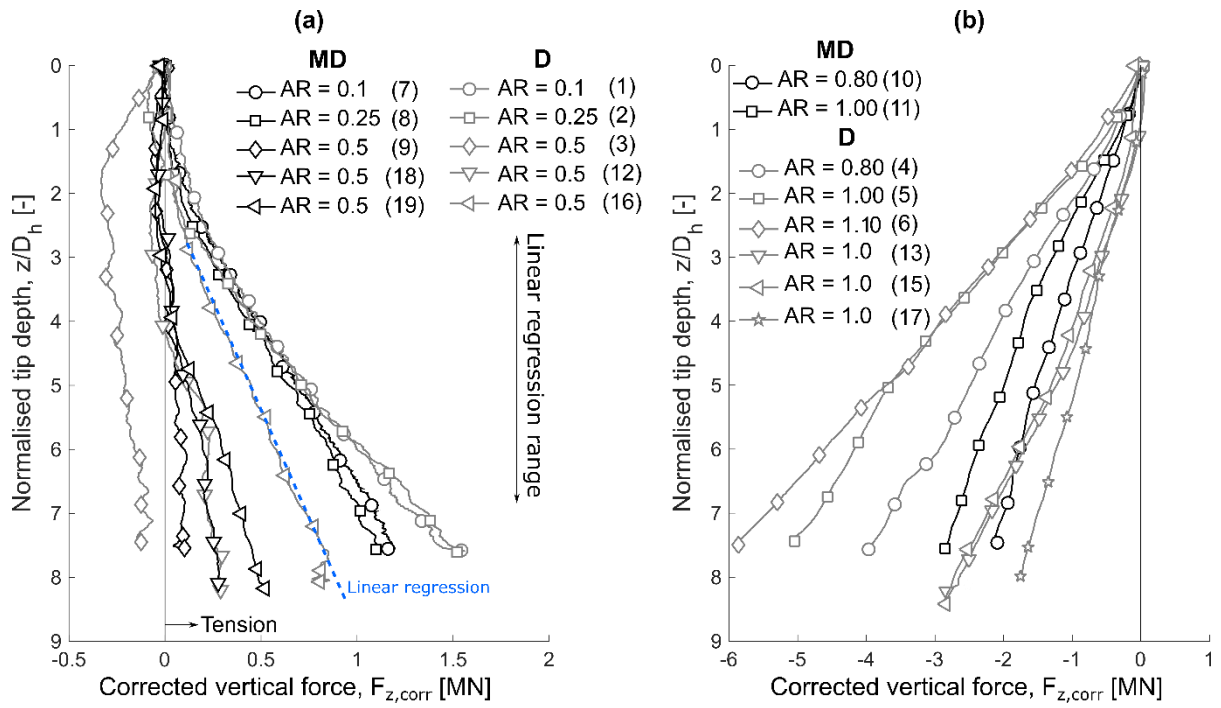 (a)
MD D
AR = 0.1 (7) AR = 0.1 (1)
AR = 0.25 (8) AR = 0.25 (2)
AR = 0.5 (9) AR = 0.5 (3)
AR = 0.5 (18) AR = 0.5 (12)
AR = 0.5 (19) AR = 0.5 (16)
Linear regression range
Linear regression
Tension
Normalised tip depth, z/D_h [-]
0
1
2
3
4
5
6
7
8
9
-0.5 0 0.5 1 1.5 2
Corrected vertical force, F_z,corr [MN]
(b)
MD
AR = 0.80 (10)
AR = 1.00 (11)
D
AR = 0.80 (4)
AR = 1.00 (5)
AR = 1.10 (6)
AR = 1.0 (13)
AR = 1.0 (15)
AR = 1.0 (17)
Normalised tip depth, z/D_h [-]
0
1
2
3
4
5
6
7
8
9
-6 -5 -4 -3 -2 -1 0 1
Corrected vertical force, F_z,corr [MN]